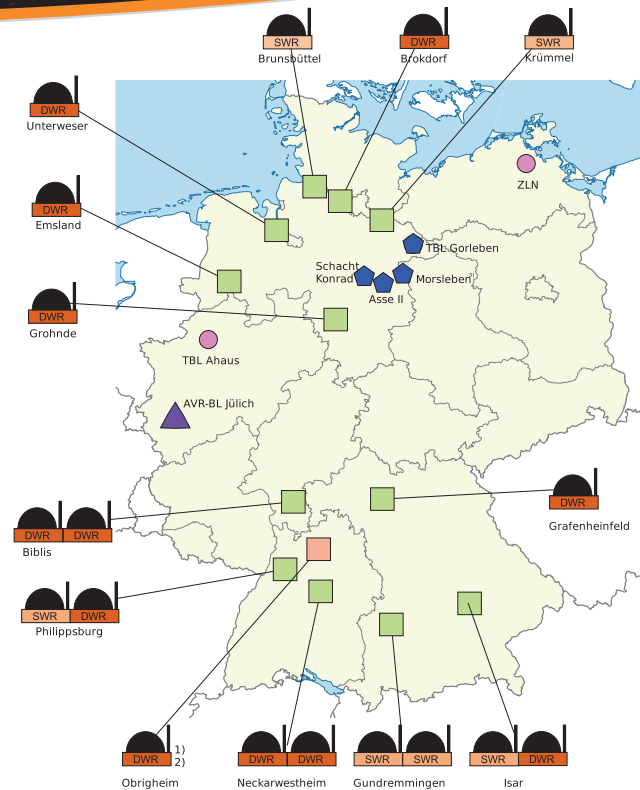 SWR
Brunsbüttel
DWR
Brokdorf
SWR
Krümmel
DWR
Unterweser
ZLN
DWR
Emsland
TBL Gorleben
Schacht
Konrad
Morsleben
Asse II
DWR
Grohnde
TBL Ahaus
AVR-BL Jülich
DWR
Grafenheinfeld
DWR DWR
Biblis
SWR DWR
Philippsburg
DWR
1)
2)
Obrigheim
DWR DWR
Neckarwestheim
SWR SWR
Gundremmingen
SWR DWR
Isar